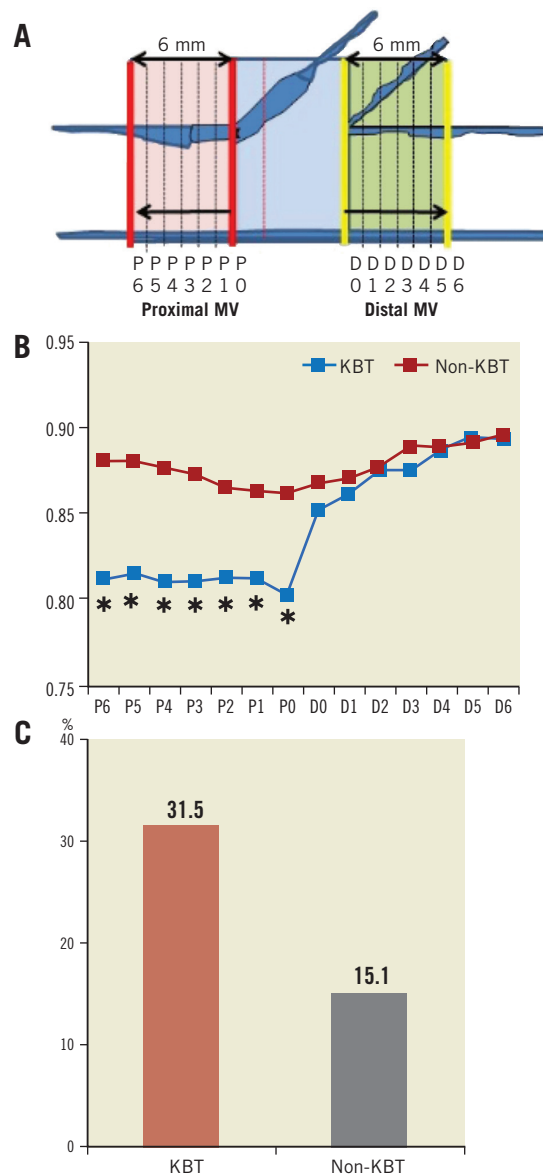 A
6 mm 6 mm
P P P P P P P D D D D D D D
6 5 4 3 2 1 0 0 1 2 3 4 5 6
Proximal MV Distal MV
B
0.95
KBT Non-KBT
0.90
0.85
0.80
* * * * * * *
0.75
P6 P5 P4 P3 P2 P1 P0 D0 D1 D2 D3 D4 D5 D6
C
%
40
31.5
30
20
15.1
10
0
KBT Non-KBT